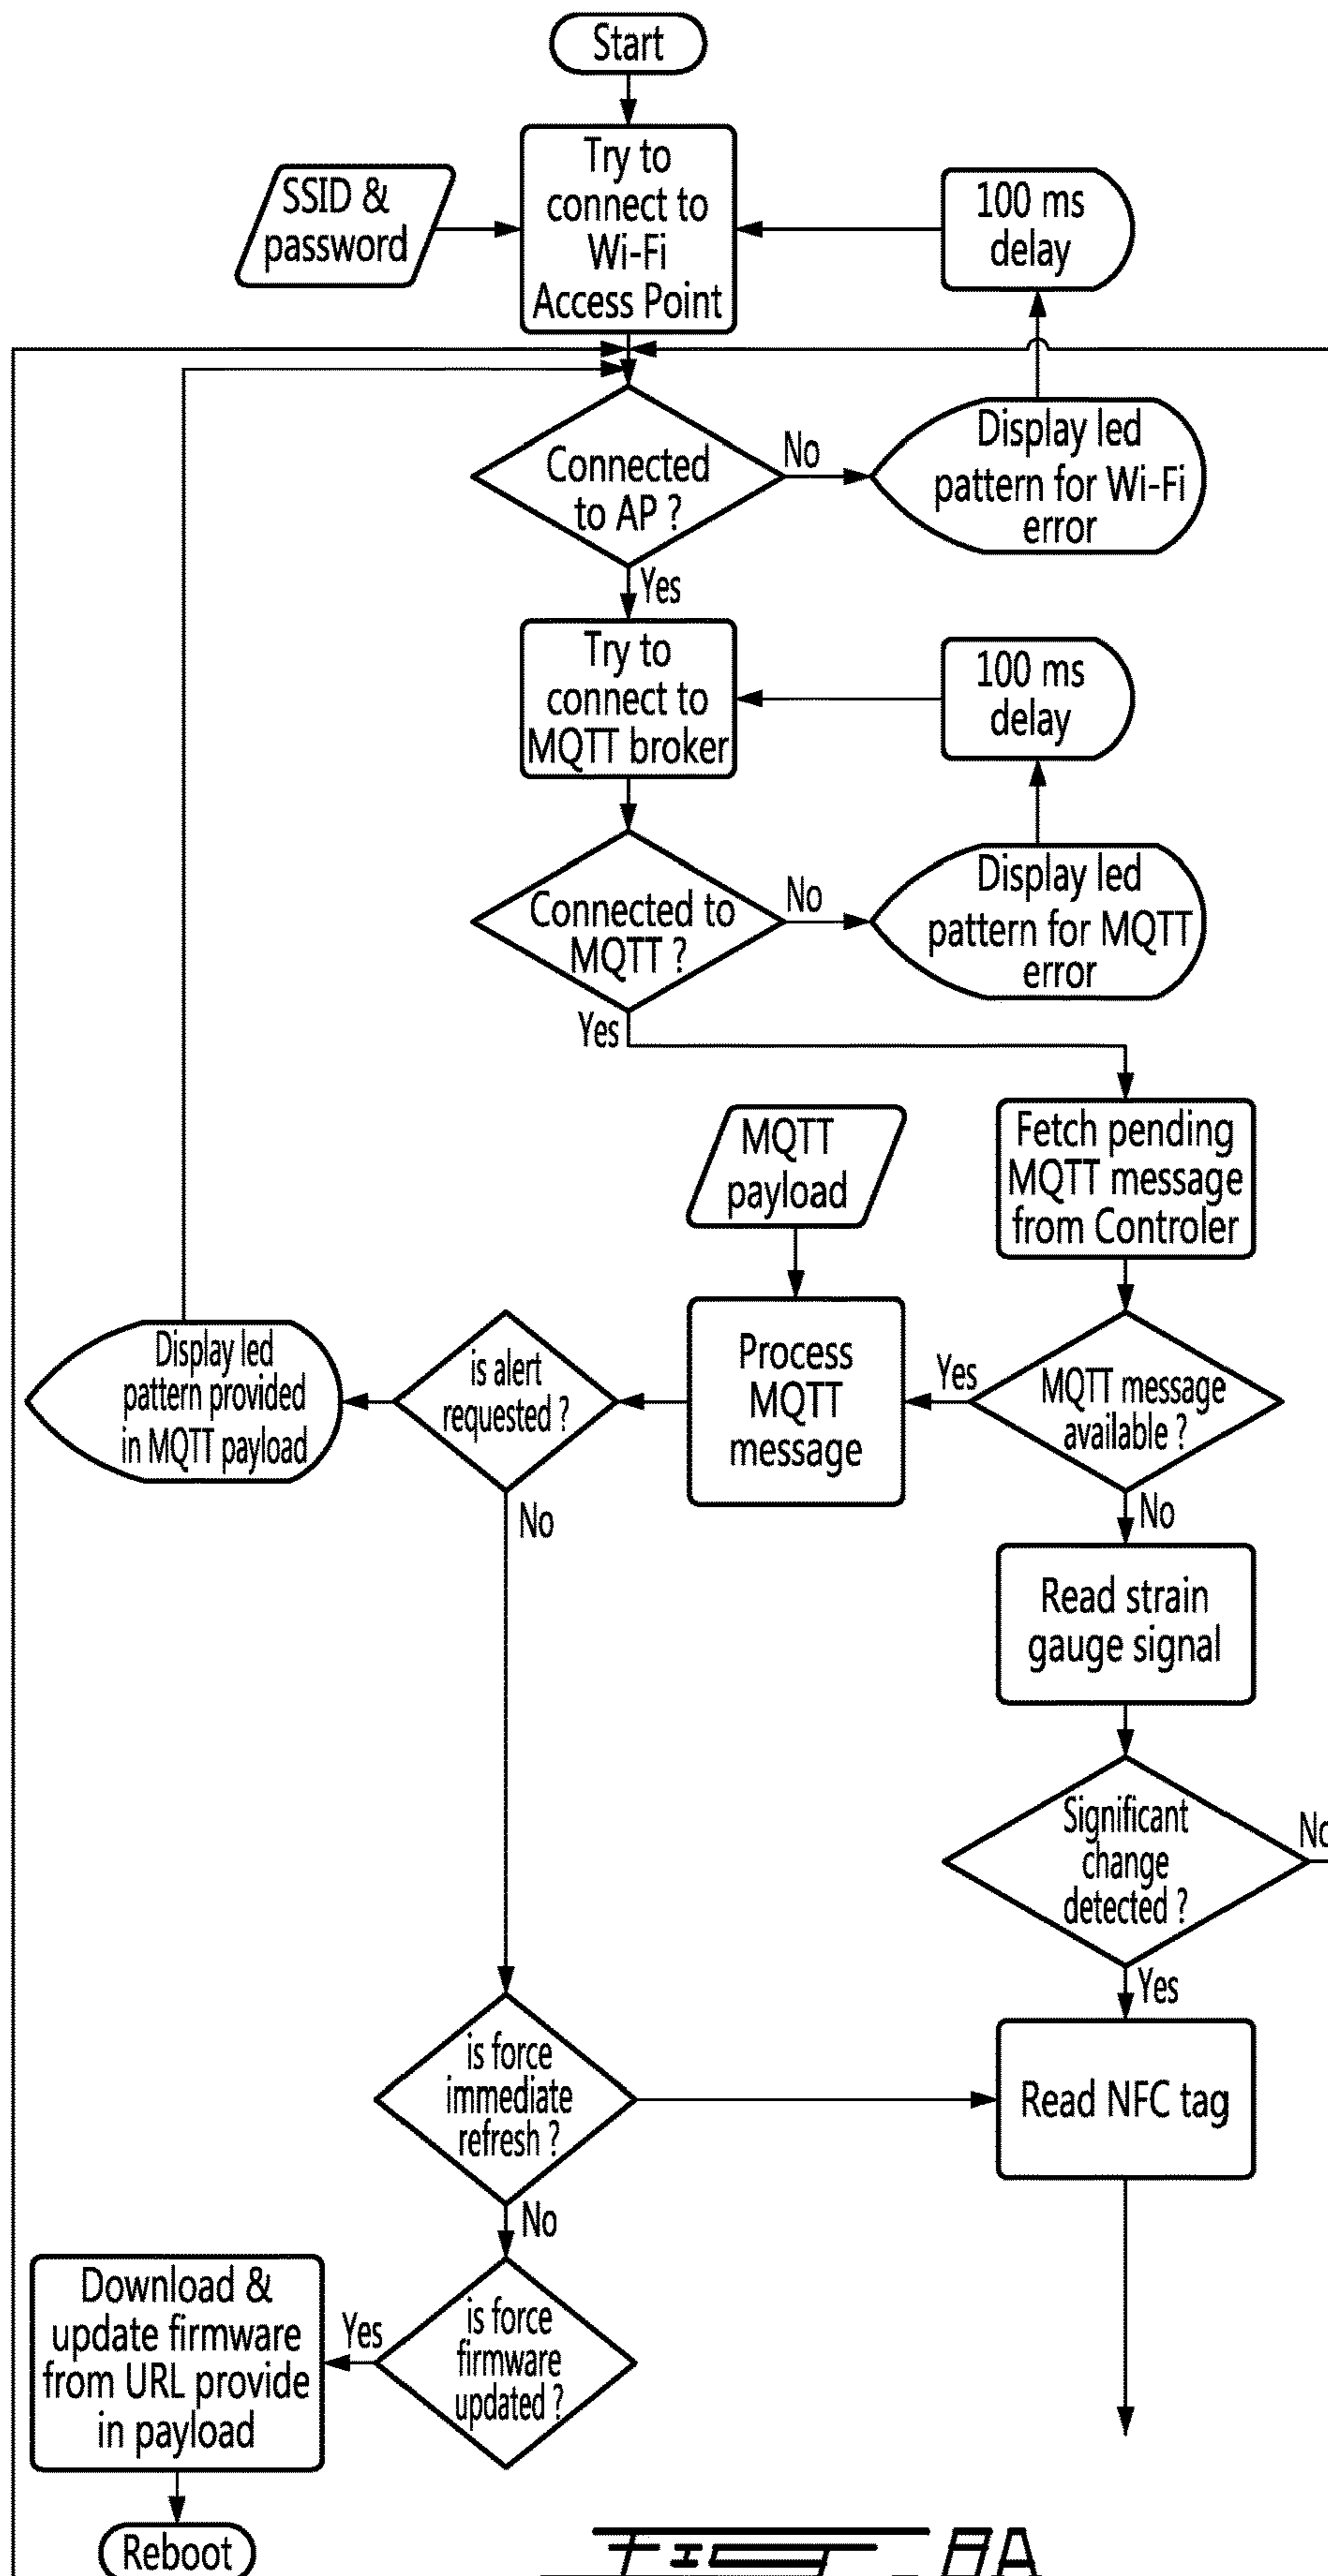 Start
Try to
connect to
Wi-Fi
Access Point
SSID &
password
100 ms
delay
Connected
to AP ?
No
Display led
pattern for Wi-Fi
error
Yes
Try to
connect to
MQTT broker
100 ms
delay
Connected to
MQTT ?
No
Display led
pattern for MQTT
error
Yes
Fetch pending
MQTT message
from Controler
MQTT
payload
MQTT message
available ?
Yes
Process
MQTT
message
is alert
requested ?
Display led
pattern provided
in MQTT payload
No
No
Read strain
gauge signal
Significant
change
detected ?
No
Yes
Read NFC tag
is force
immediate
refresh ?
No
is force
firmware
updated ?
Yes
Download &
update firmware
from URL provide
in payload
Reboot
Fig - 8A